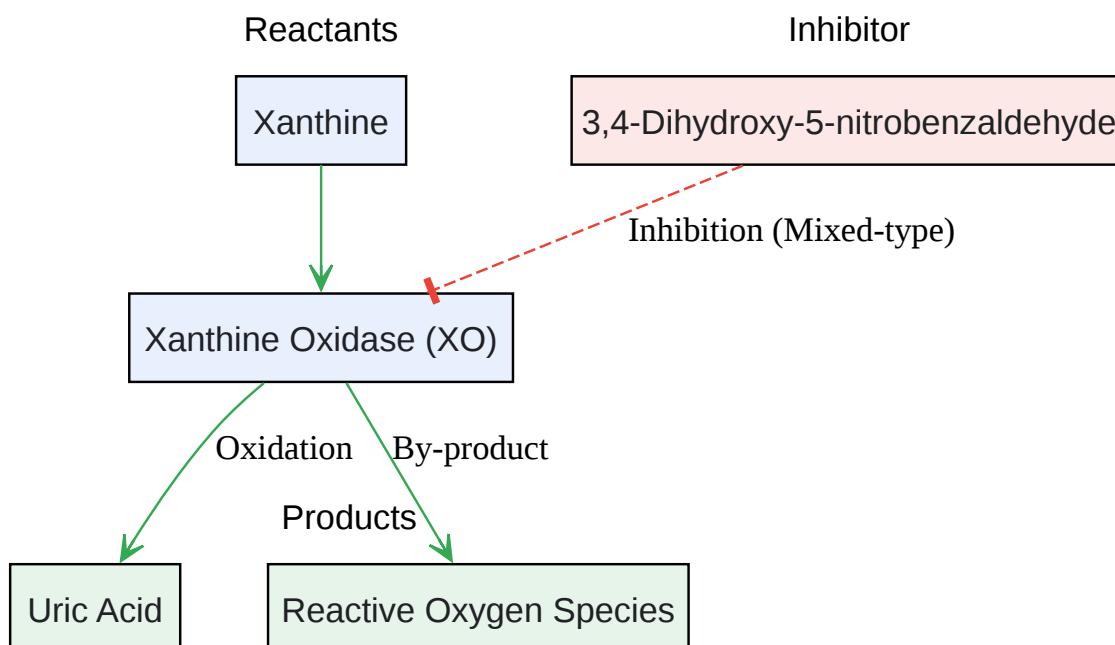 Reactants
Inhibitor
Xanthine
3,4-Dihydroxy-5-nitrobenzaldehyde
Inhibition (Mixed-type)
Xanthine Oxidase (XO)
Oxidation
By-product
Products
Uric Acid
Reactive Oxygen Species